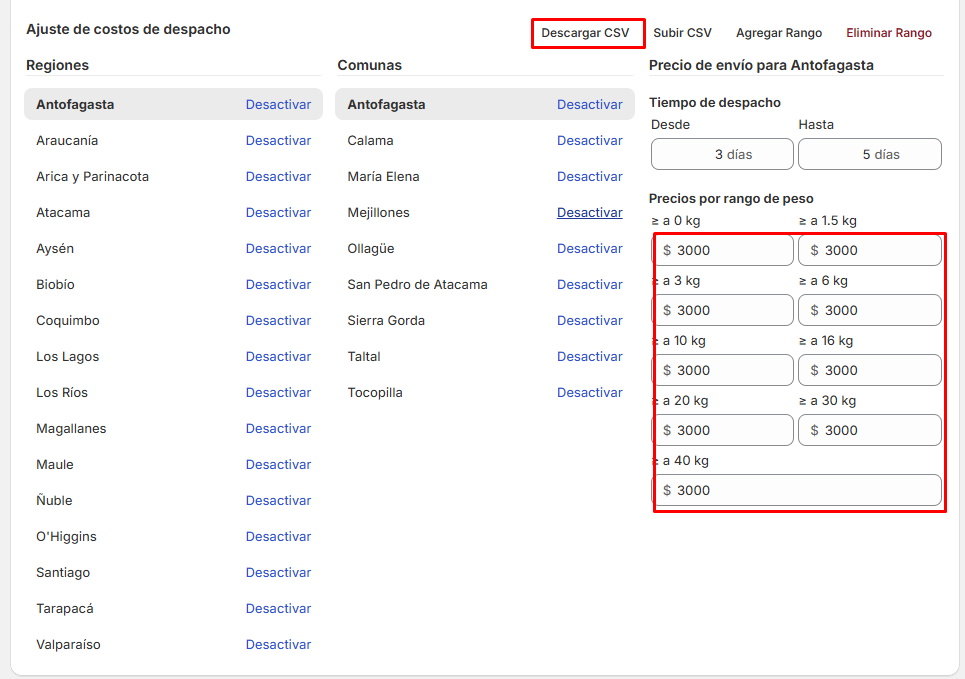 Ajuste de costos de despacho
Descargar CSV Subir CSV Agregar Rango Eliminar Rango
Regiones
Antofagasta Desactivar
Araucanía Desactivar
Arica y Parinacota Desactivar
Atacama Desactivar
Aysén Desactivar
Biobío Desactivar
Coquimbo Desactivar
Los Lagos Desactivar
Los Ríos Desactivar
Magallanes Desactivar
Maule Desactivar
Ñuble Desactivar
O'Higgins Desactivar
Santiago Desactivar
Tarapacá Desactivar
Valparaíso Desactivar
Comunas
Antofagasta Desactivar
Calama Desactivar
María Elena Desactivar
Mejillones Desactivar
Ollagüe Desactivar
San Pedro de Atacama Desactivar
Sierra Gorda Desactivar
Taltal Desactivar
Tocopilla Desactivar
Precio de envío para Antofagasta
Tiempo de despacho
Desde Hasta
3 días 5 días
Precios por rango de peso
≥ a 0 kg ≥ a 1.5 kg
$ 3000 $ 3000
≥ a 3 kg ≥ a 6 kg
$ 3000 $ 3000
≥ a 10 kg ≥ a 16 kg
$ 3000 $ 3000
≥ a 20 kg ≥ a 30 kg
$ 3000 $ 3000
≥ a 40 kg
$ 3000